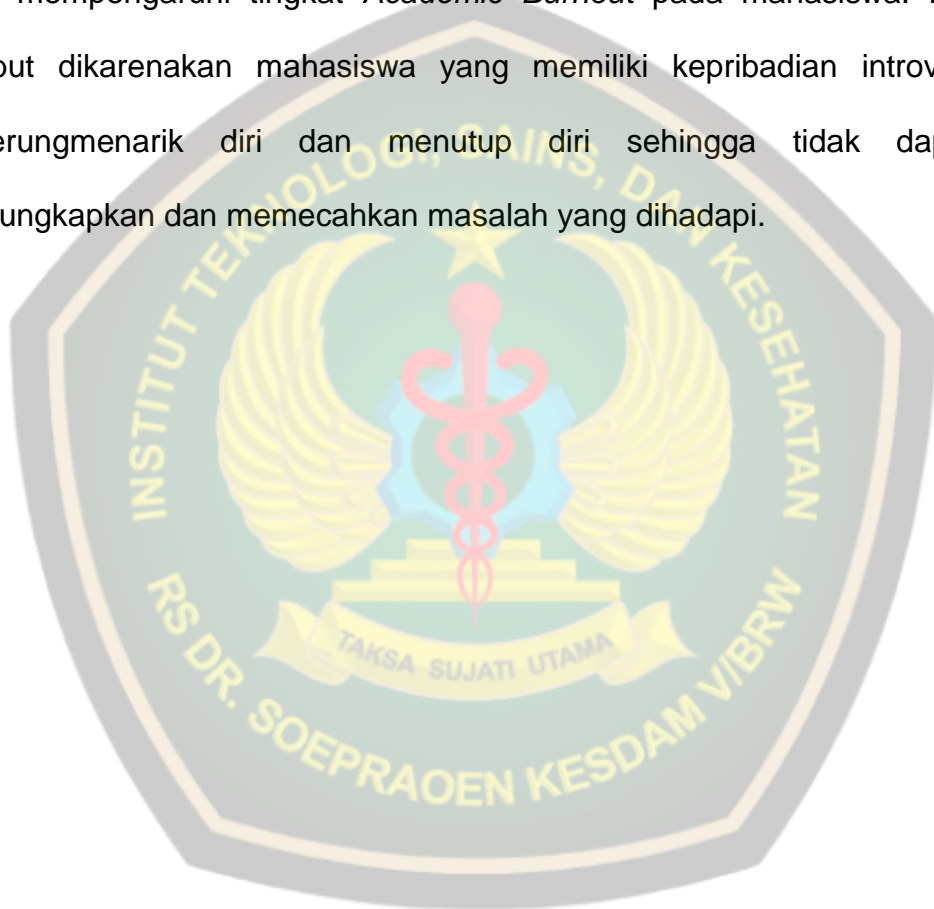 mempengaruhi tingkat Academic Burnout pada mahasiswa.
out dikarenakan mahasiswa yang memiliki kepribadian introv
erungmenarik diri dan menutup diri sehingga tidak dap
ungkapkan dan memecahkan masalah yang dihadapi.
INSTITUT TEKNOLOGI, SAINS, DAN KESEHATAN
TAKSA SUJATI UTAMA
RS DR. SOEPRAOEN KESDAM V/BRW